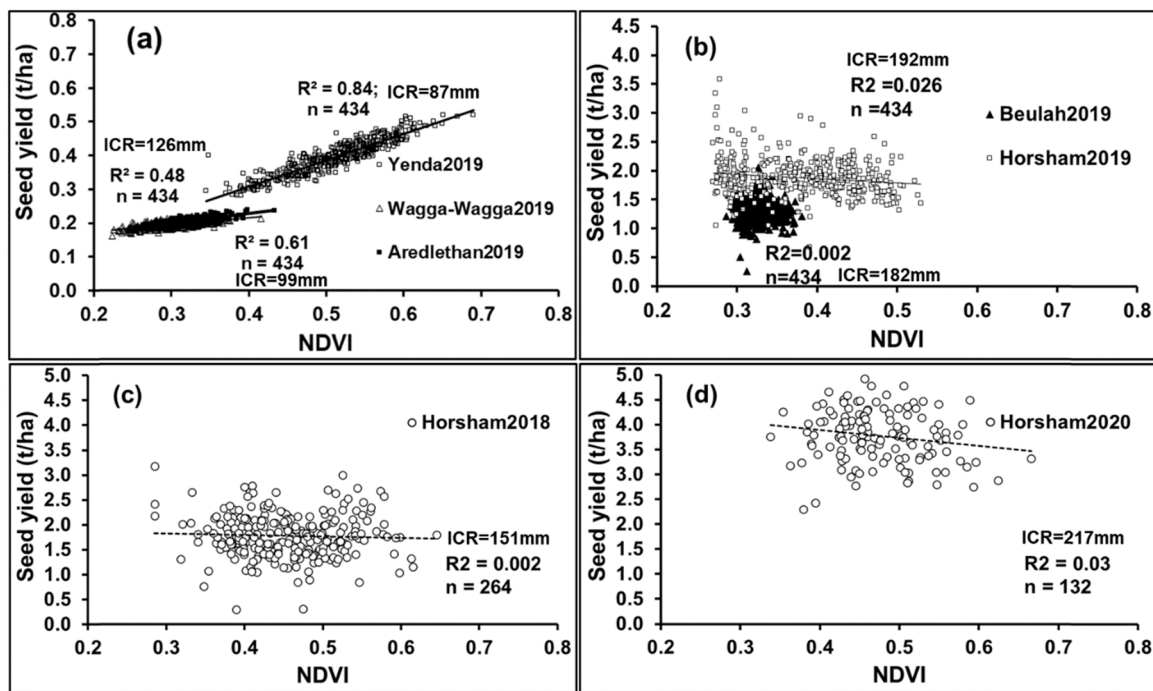 (a)
Seed yield (t/ha)
0.8
0.7
0.6
0.5
0.4
0.3
0.2
0.1
0.0
R² = 0.84; ICR=87mm
n = 434
ICR=126mm
R² = 0.48
n = 434
Yenda2019
Wagga-Wagga2019
Aredlethan2019
R² = 0.61
n = 434
ICR=99mm
0.2 0.3 0.4 0.5 0.6 0.7 0.8
NDVI
(b)
Seed yield (t/ha)
4.5
4.0
3.5
3.0
2.5
2.0
1.5
1.0
0.5
0.0
ICR=192mm
R2 =0.026
n=434
Beulah2019
Horsham2019
R2=0.002
n=434
ICR=182mm
0.2 0.3 0.4 0.5 0.6 0.7 0.8
NDVI
(c)
Seed yield (t/ha)
5.0
4.5
4.0
3.5
3.0
2.5
2.0
1.5
1.0
0.5
0.0
Horsham2018
ICR=151mm
R2 = 0.002
n = 264
0.2 0.3 0.4 0.5 0.6 0.7 0.8
NDVI
(d)
Seed yield (t/ha)
5.0
4.5
4.0
3.5
3.0
2.5
2.0
1.5
1.0
0.5
0.0
Horsham2020
ICR=217mm
R2 = 0.03
n = 132
0.2 0.3 0.4 0.5 0.6 0.7 0.8
NDVI